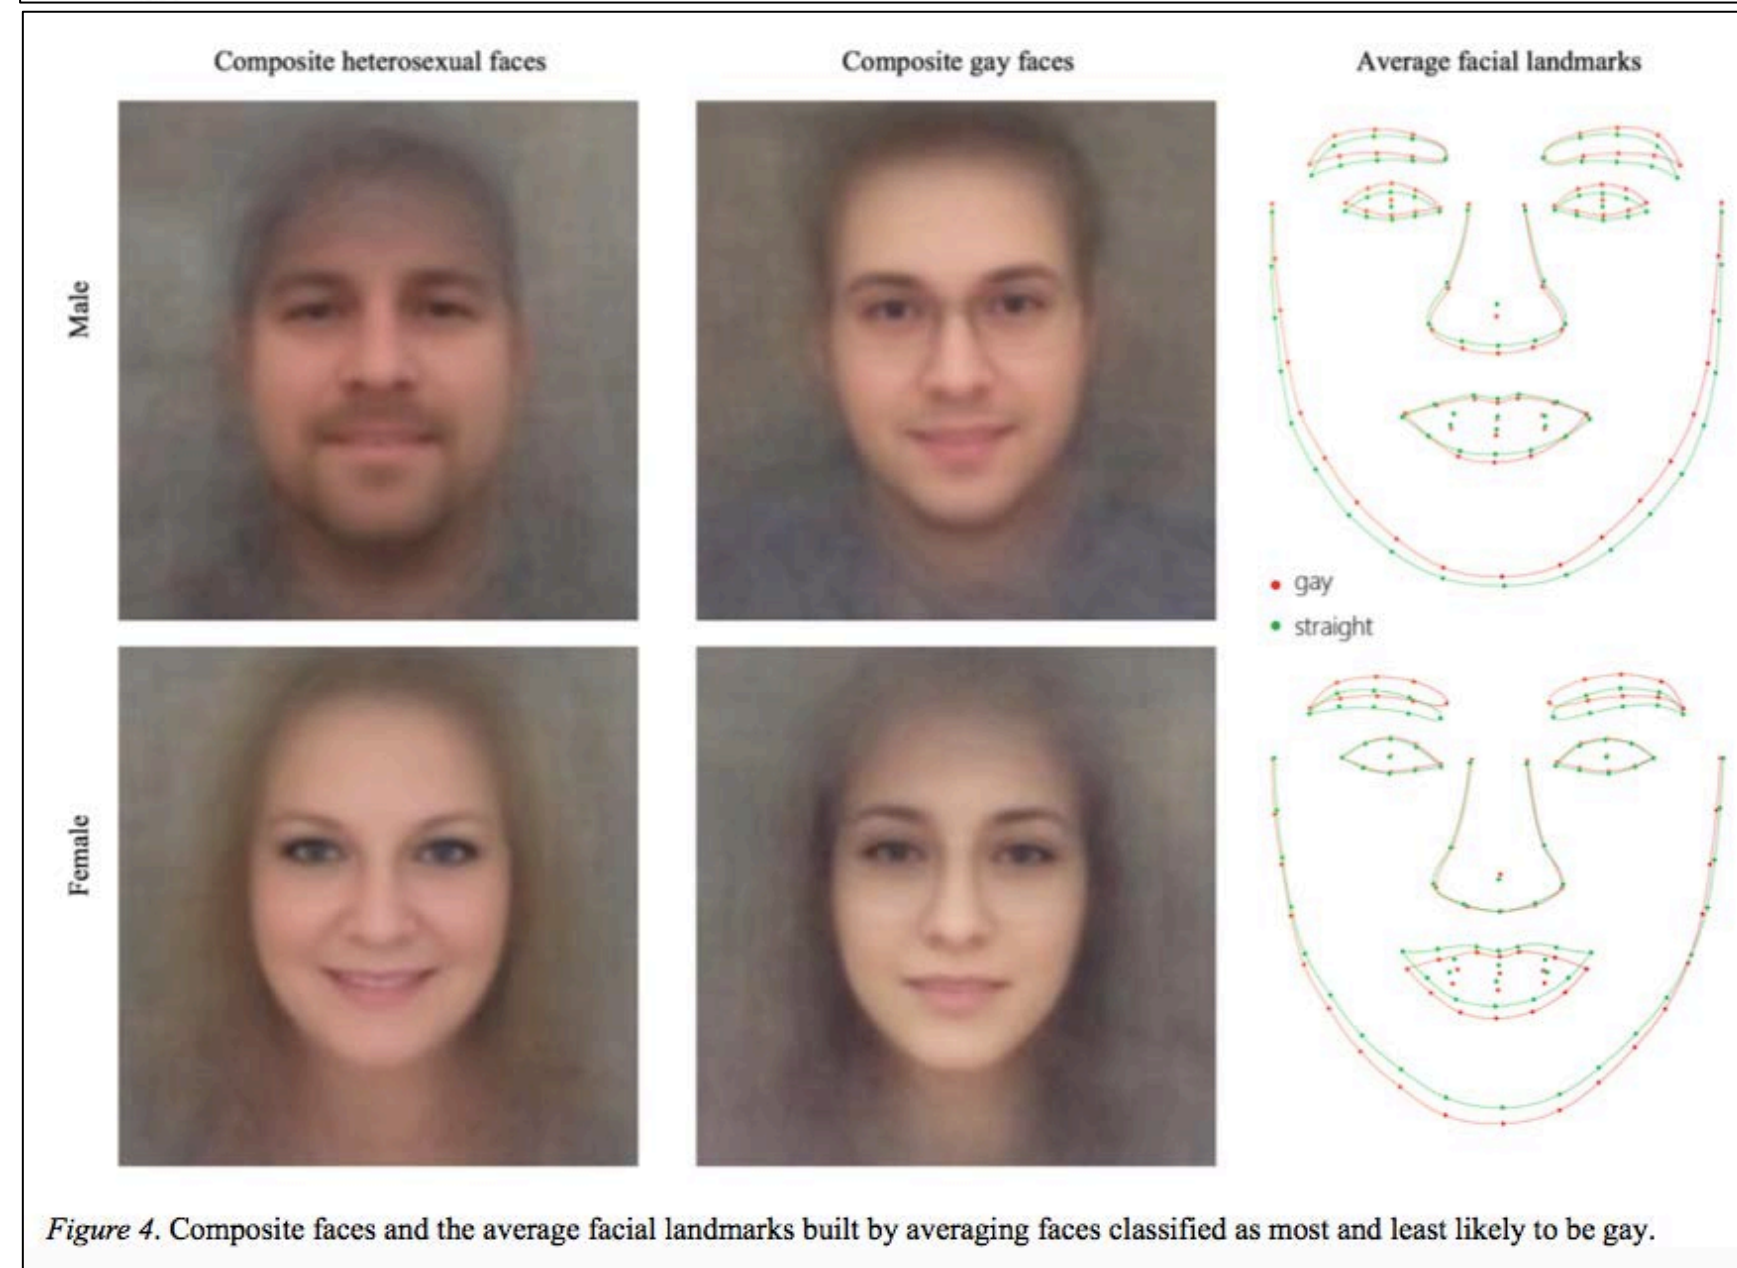 Composite heterosexual faces
Composite gay faces
Average facial landmarks
Male
gay
straight
Female
Figure 4. Composite faces and the average facial landmarks built by averaging faces classified as most and least likely to be gay.